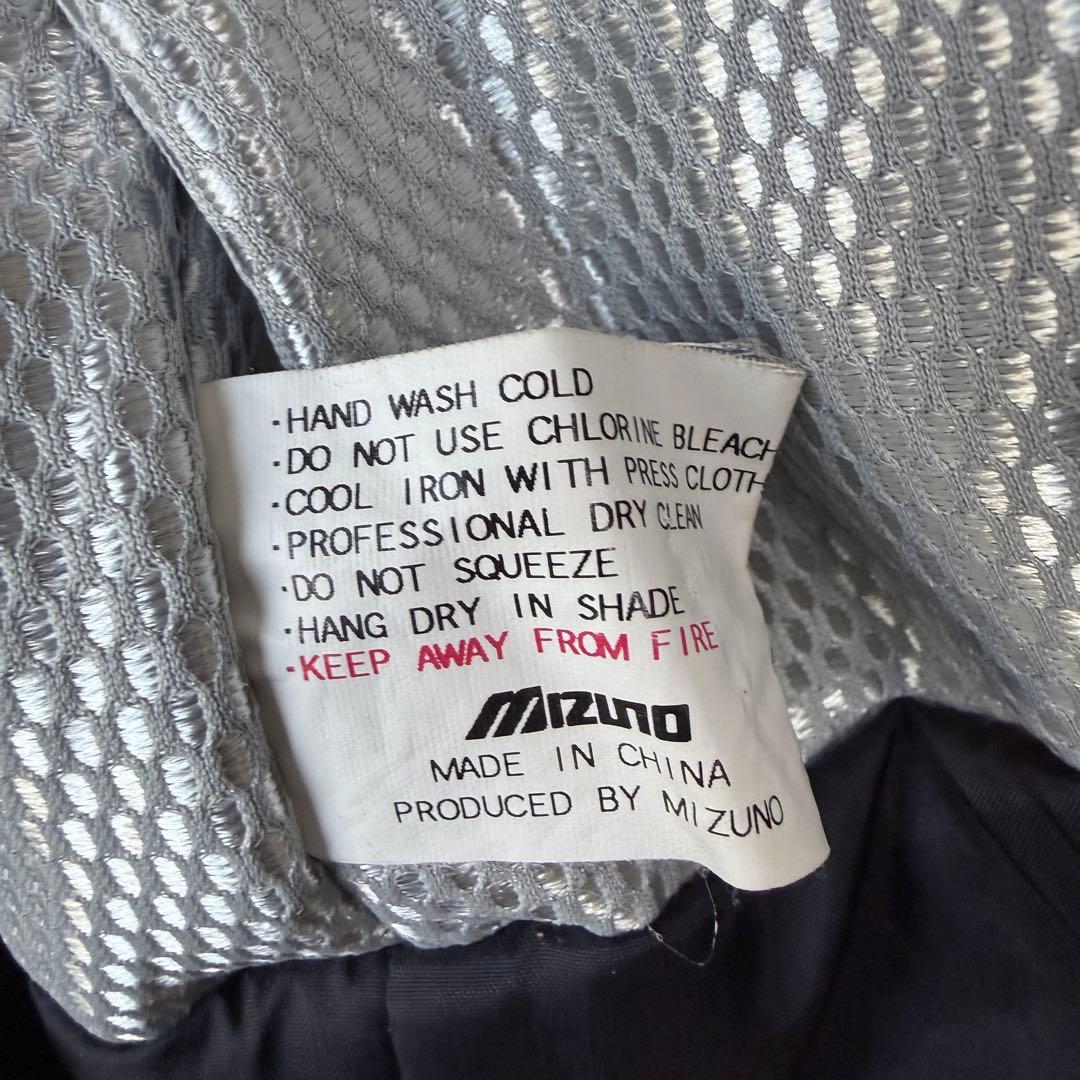 ·HAND WASH COLD
·DO NOT USE CHLORINE BLEACH
·COOL IRON WITH PRESS CLOTH
·PROFESSIONAL DRY CLEAN
·DO NOT SQUEEZE
·HANG DRY IN SHADE
·KEEP AWAY FROM FIRE
MIZUNO
MADE IN CHINA
PRODUCED BY MIZUNO